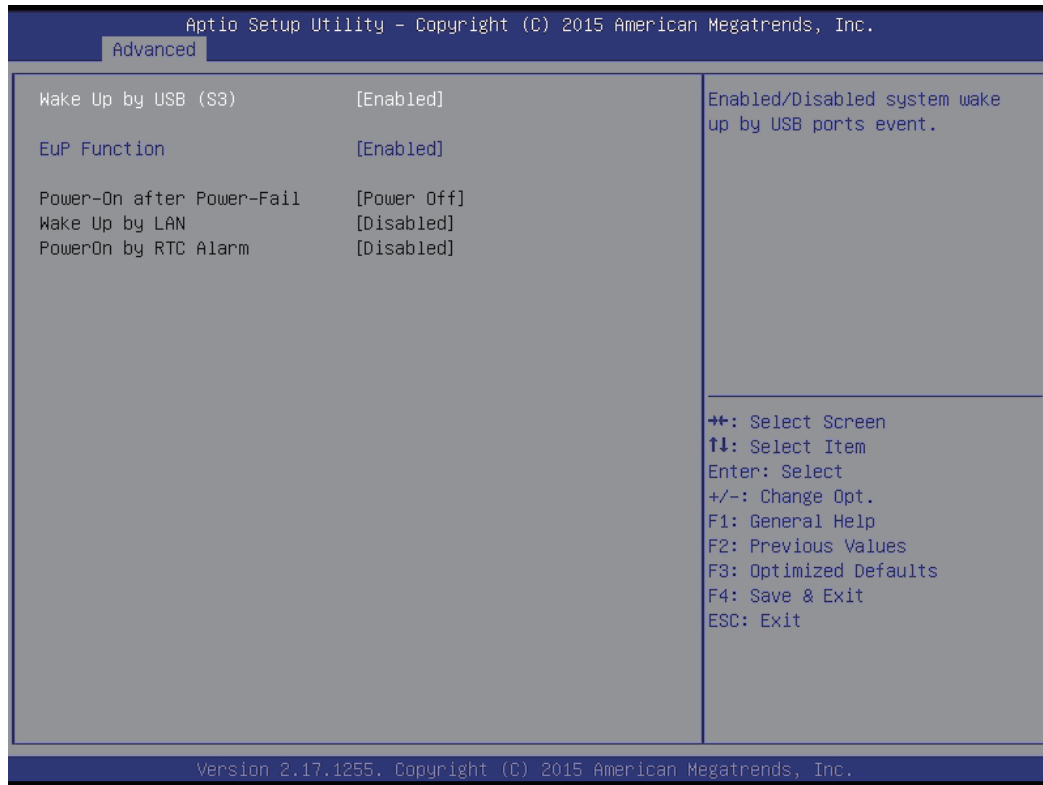 Aptio Setup Utility – Copyright (C) 2015 American Megatrends, Inc.
Advanced
Wake Up by USB (S3) [Enabled]
EuP Function [Enabled]
Power-On after Power-Fail [Power Off]
Wake Up by LAN [Disabled]
PowerOn by RTC Alarm [Disabled]
Enabled/Disabled system wake
up by USB ports event.
→←: Select Screen
↑↓: Select Item
Enter: Select
+/-: Change Opt.
F1: General Help
F2: Previous Values
F3: Optimized Defaults
F4: Save & Exit
ESC: Exit
Version 2.17.1255. Copyright (C) 2015 American Megatrends, Inc.